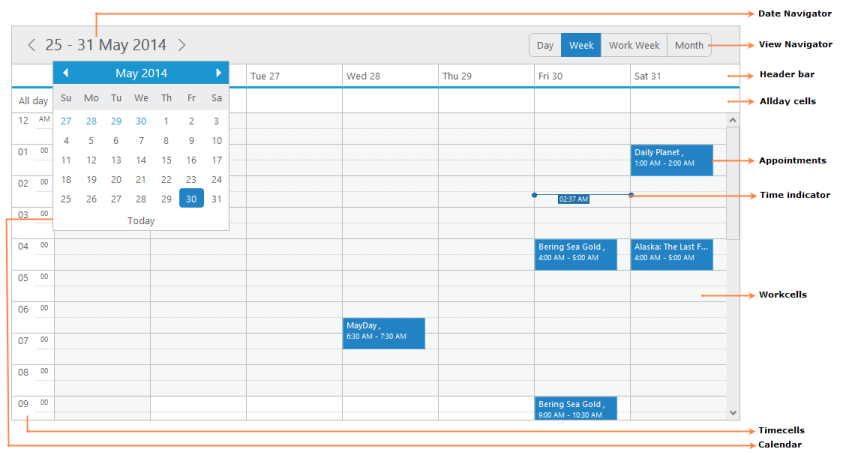 Date Navigator
25 - 31 May 2014
Day Week Work Week Month
View Navigator
May 2014
Tue 27 Wed 28 Thu 29 Fri 30 Sat 31
Header bar
All day
Allday cells
Su Mo Tu We Th Fr Sa
27 28 29 30 1 2 3
4 5 6 7 8 9 10
11 12 13 14 15 16 17
18 19 20 21 22 23 24
25 26 27 28 29 30 31
Today
12 AM
01 00
Daily Planet ,
1:00 AM - 2:00 AM
Appointments
02 00
02:37 AM
Time indicator
03 00
04 00
Bering Sea Gold ,
4:00 AM - 5:00 AM
Alaska: The Last F...
4:00 AM - 5:00 AM
05 00
Workcells
06 00
MayDay ,
6:30 AM - 7:30 AM
07 00
08 00
09 00
Bering Sea Gold ,
9:00 AM - 10:30 AM
Timecells
Calendar